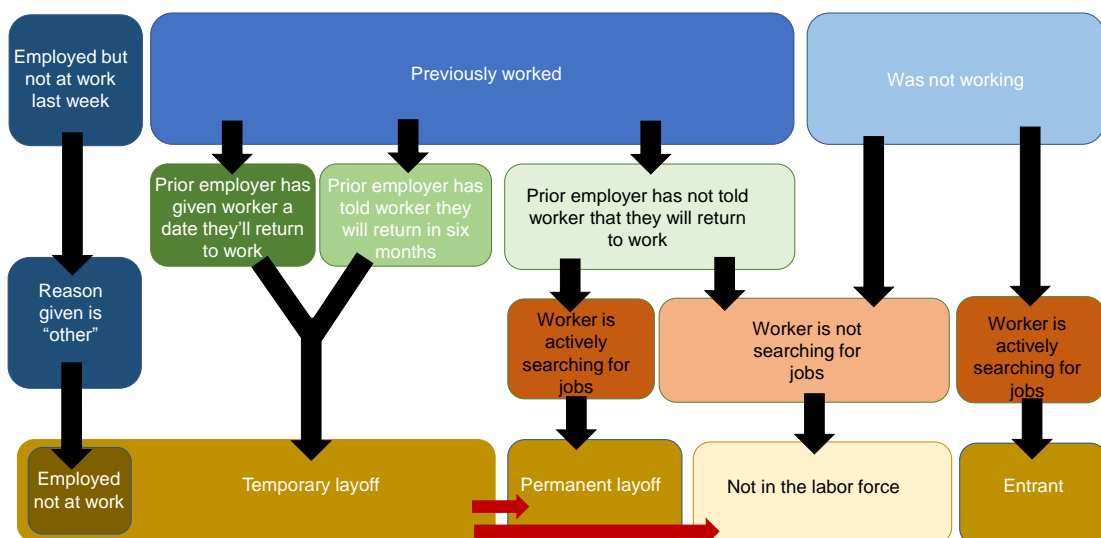 Employed but
not at work
last week
Previously worked
Was not working
Prior employer has
given worker a
date they’ll return
to work
Prior employer has
told worker they
will return in six
months
Prior employer has not told
worker that they will return
to work
Reason
given is
“other”
Worker is
actively
searching for
jobs
Worker is not
searching for
jobs
Worker is
actively
searching for
jobs
Employed
not at work
Temporary layoff
Permanent layoff
Not in the labor force
Entrant